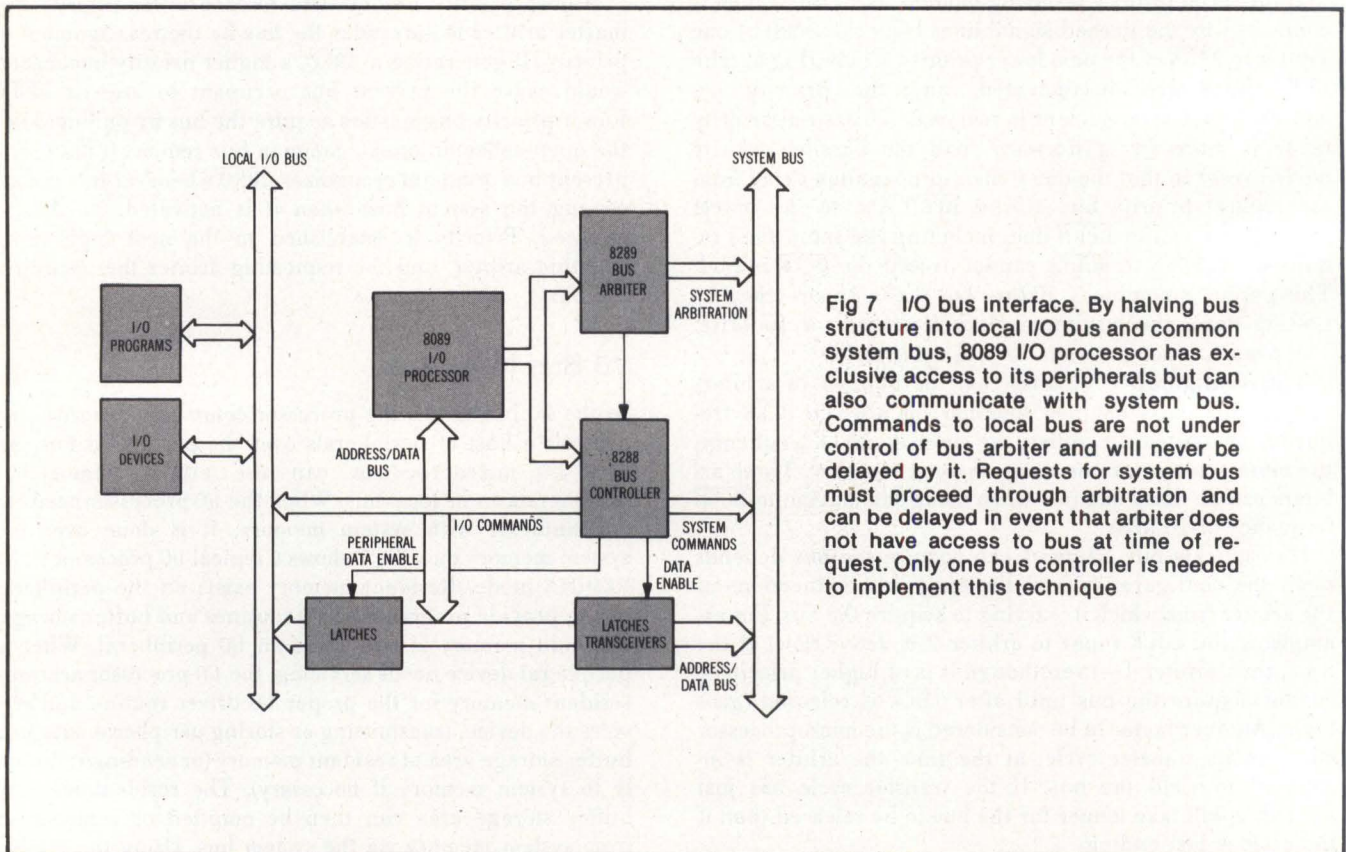 LOCAL I/O BUS
SYSTEM BUS
8289
BUS
ARBITER
SYSTEM
ARBITRATION
I/O
PROGRAMS
8089
I/O
PROCESSOR
I/O
DEVICES
ADDRESS/DATA
BUS
8288
BUS
CONTROLLER
I/O COMMANDS
SYSTEM
COMMANDS
PERIPHERAL
DATA ENABLE
DATA
ENABLE
LATCHES
LATCHES
TRANSCEIVERS
ADDRESS/
DATA BUS
Fig 7 I/O bus interface. By halving bus
structure into local I/O bus and common
system bus, 8089 I/O processor has ex-
clusive access to its peripherals but can
also communicate with system bus.
Commands to local bus are not under
control of bus arbiter and will never be
delayed by it. Requests for system bus
must proceed through arbitration and
can be delayed in event that arbiter does
not have access to bus at time of re-
quest. Only one bus controller is needed
to implement this technique